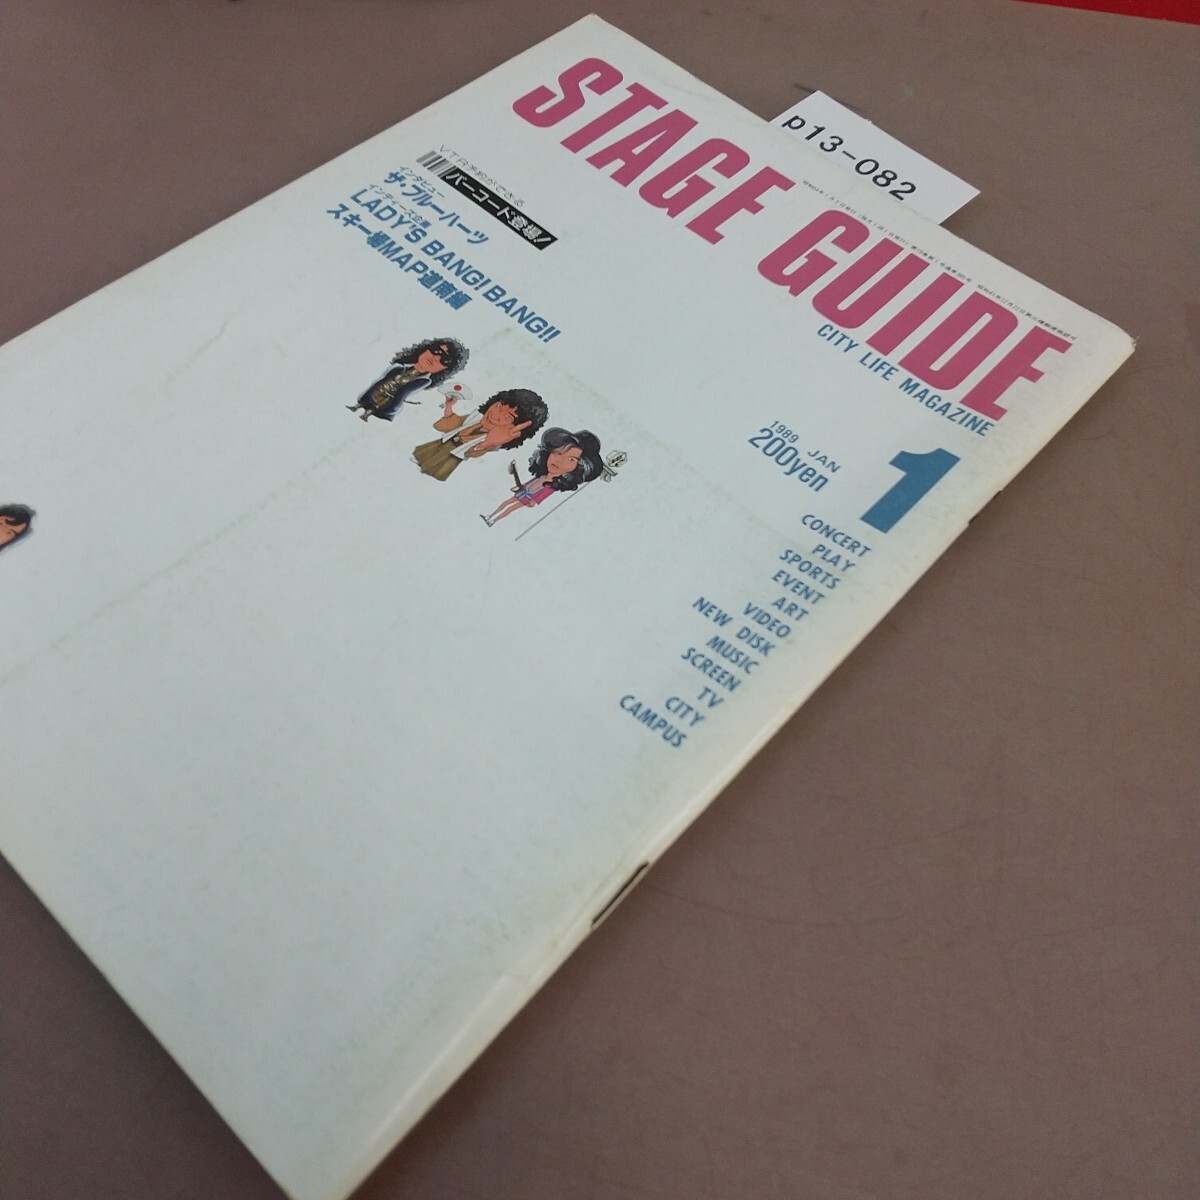 p13-082
STAGE GUIDE
CITY LIFE MAGAZINE
VTR予約ができる
バーコード登場!
インタビュー
ザ・ブルーハーツ
インディーズ企画
LADY'S BANG! BANG!!
スキー場MAP道南編
1989 JAN
200yen
1
CONCERT
PLAY
SPORTS
EVENT
ART
VIDEO
NEW DISK
MUSIC
SCREEN
TV
CITY
CAMPUS